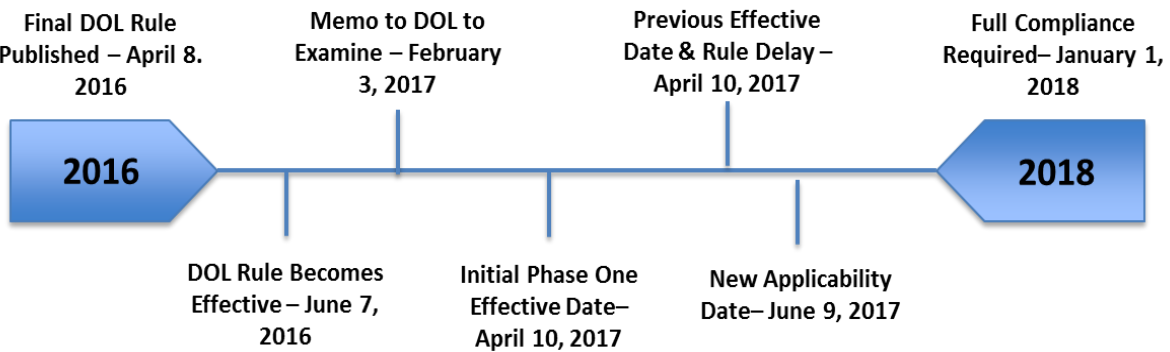 Final DOL Rule
Published – April 8.
2016
Memo to DOL to
Examine – February
3, 2017
Previous Effective
Date & Rule Delay –
April 10, 2017
Full Compliance
Required– January 1,
2018
2016
2018
DOL Rule Becomes
Effective – June 7,
2016
Initial Phase One
Effective Date–
April 10, 2017
New Applicability
Date– June 9, 2017